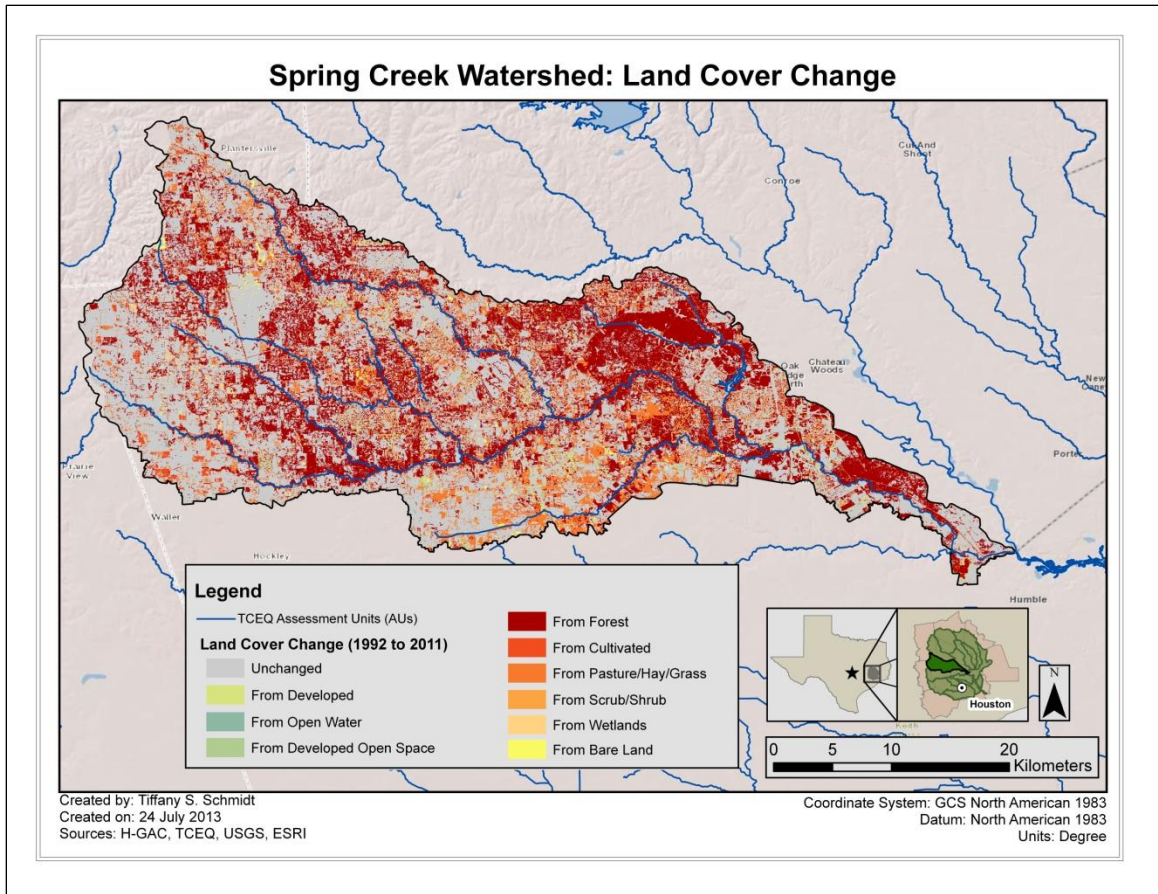 Spring Creek Watershed: Land Cover Change
Plantersville
Cut And
Shoot
Conroe
Oak
Ridge
North
Chateau
Woods
New
Caney
Porter
Prairie
View
Waller
Hockley
Humble
Legend
TCEQ Assessment Units (AUs)
Land Cover Change (1992 to 2011)
Unchanged
From Developed
From Open Water
From Developed Open Space
From Forest
From Cultivated
From Pasture/Hay/Grass
From Scrub/Shrub
From Wetlands
From Bare Land
Houston
N
0 5 10 20
Kilometers
Created by: Tiffany S. Schmidt
Created on: 24 July 2013
Sources: H-GAC, TCEQ, USGS, ESRI
Coordinate System: GCS North American 1983
Datum: North American 1983
Units: Degree